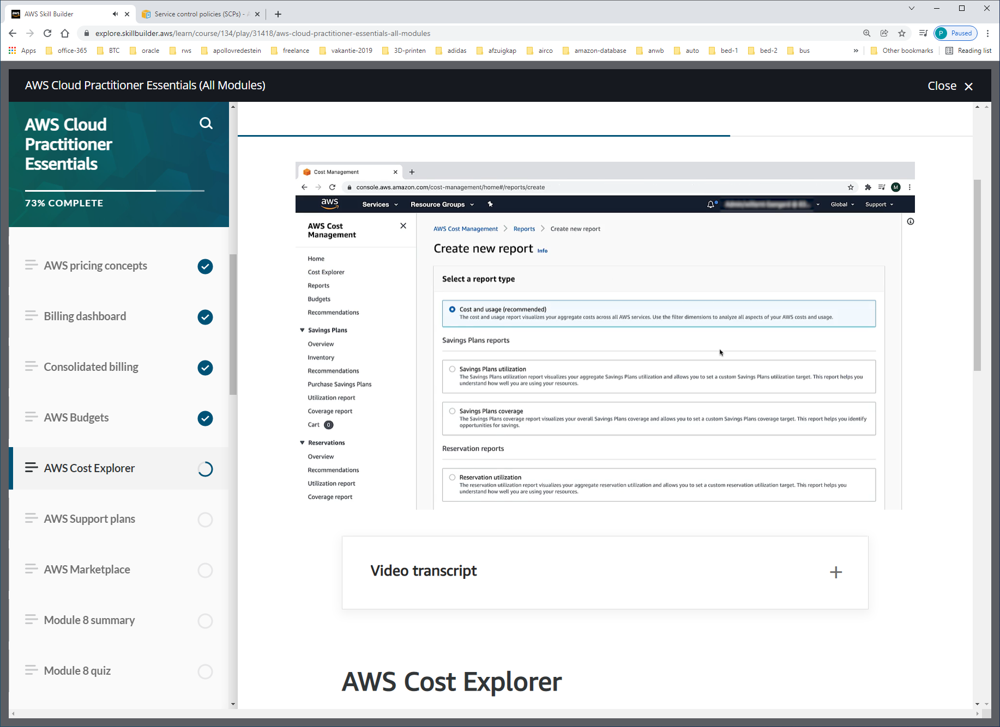 AWS Skill Builder
Service control policies (SCPs) - A
explore.skillbuilder.aws/learn/course/134/play/31418/aws-cloud-practitioner-essentials-all-modules
P Paused
Apps office-365 BTC oracle rws apollovredestein freelance vakantie-2019 3D-printen adidas afzuigkap airco amazon-database anwb auto bed-1 bed-2 bus » Other bookmarks Reading list
AWS Cloud Practitioner Essentials (All Modules)
Close
AWS Cloud
Practitioner
Essentials
73% COMPLETE
AWS pricing concepts
Billing dashboard
Consolidated billing
AWS Budgets
AWS Cost Explorer
AWS Support plans
AWS Marketplace
Module 8 summary
Module 8 quiz
Cost Management
console.aws.amazon.com/cost-management/home#/reports/create
M
aws
Services
Resource Groups
Global
Support
AWS Cost
Management
Home
Cost Explorer
Reports
Budgets
Recommendations
Savings Plans
Overview
Inventory
Recommendations
Purchase Savings Plans
Utilization report
Coverage report
Cart 0
Reservations
Overview
Recommendations
Utilization report
Coverage report
AWS Cost Management > Reports > Create new report
Create new report Info
Select a report type
Cost and usage (recommended)
The cost and usage report visualizes your aggregate costs across all AWS services. Use the filter dimensions to analyze all aspects of your AWS costs and usage.
Savings Plans reports
Savings Plans utilization
The Savings Plans utilization report visualizes your aggregate Savings Plans utilization and allows you to set a custom Savings Plans utilization target. This report helps you
understand how well you are using your resources.
Savings Plans coverage
The Savings Plans coverage report visualizes your overall Savings Plans coverage and allows you to set a custom Savings Plans coverage target. This report helps you identify
opportunities for savings.
Reservation reports
Reservation utilization
The reservation utilization report visualizes your aggregate reservation utilization and allows you to set a custom reservation utilization target. This report helps you
understand how well you are using your resources.
Video transcript
AWS Cost Explorer